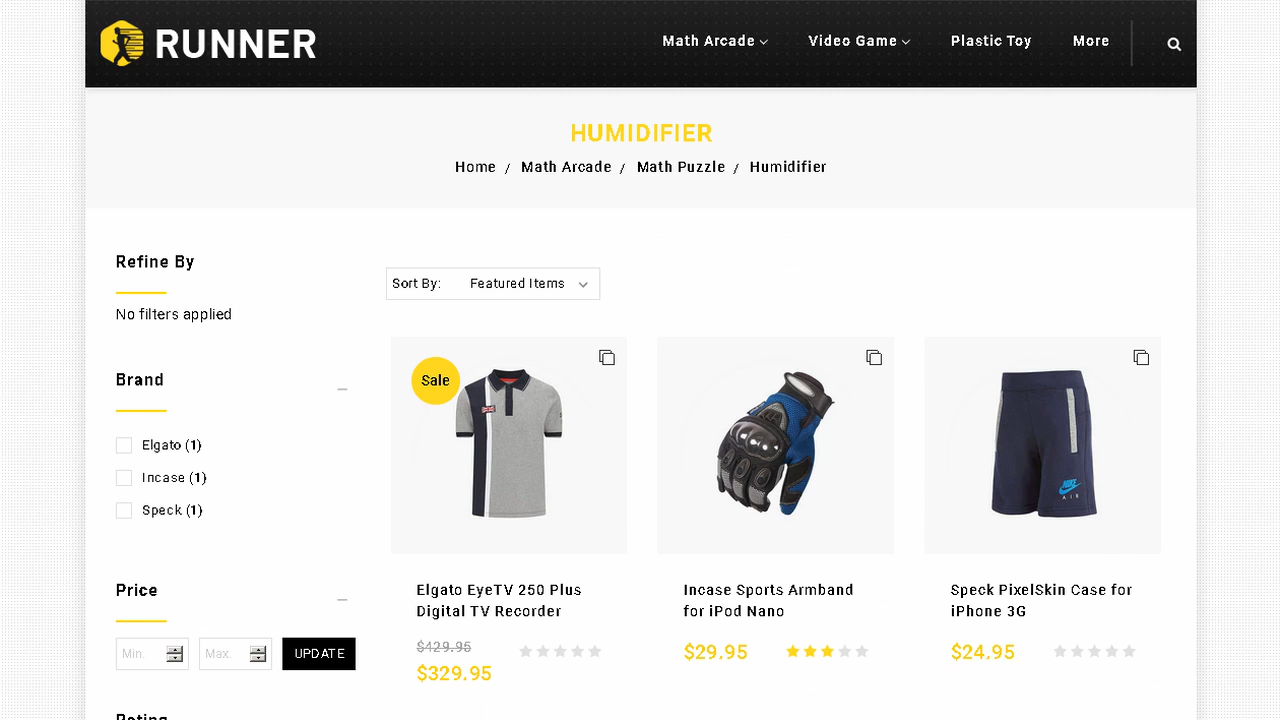 RUNNER
Math Arcade
Video Game
Plastic Toy
More
HUMIDIFIER
Home / Math Arcade / Math Puzzle / Humidifier
Refine By
No filters applied
Brand
Elgato (1)
Incase (1)
Speck (1)
Price
Min.
Max.
UPDATE
Sort By: Featured Items
Sale
Elgato EyeTV 250 Plus
Digital TV Recorder
$429.95
$329.95
Incase Sports Armband
for iPod Nano
$29.95
NIKE
AIR
Speck PixelSkin Case for
iPhone 3G
$24.95